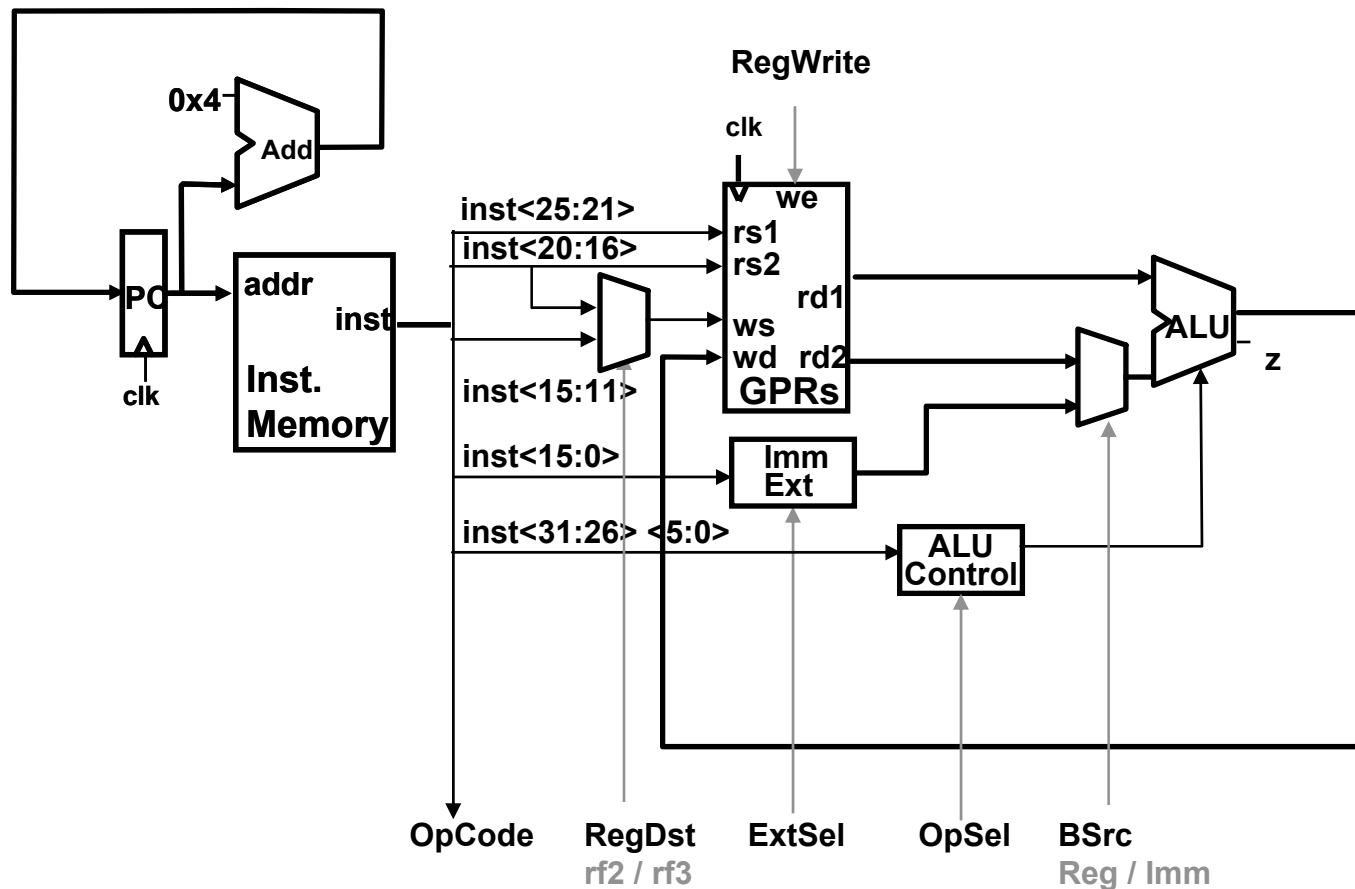 RegWrite
0x4
Add
clk
we
inst<25:21>
rs1
inst<20:16>
rs2
PC
addr
rd1
inst
ws
ALU
wd
rd2
z
clk
Inst.
Memory
GPRs
inst<15:11>
inst<15:0>
Imm
Ext
inst<31:26> <5:0>
ALU
Control
OpCode
RegDst
ExtSel
OpSel
BSrc
rf2 / rf3
Reg / Imm